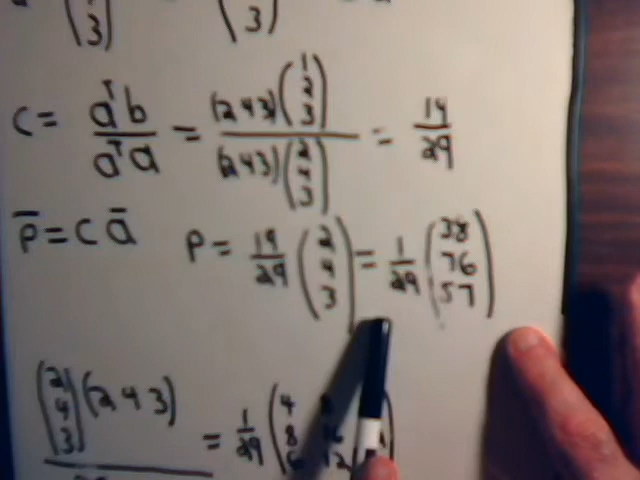 3) 3)
C = aᵀb / aᵀa = (2 4 3)(1 2 3) / (2 4 3)(2 4 3) = 19/29
p̄ = C ā P = 19/29 (2 4 3) = 1/29 (38 76 57)
(2 4 3)(2 4 3) = 1/29 (4 8 6 12